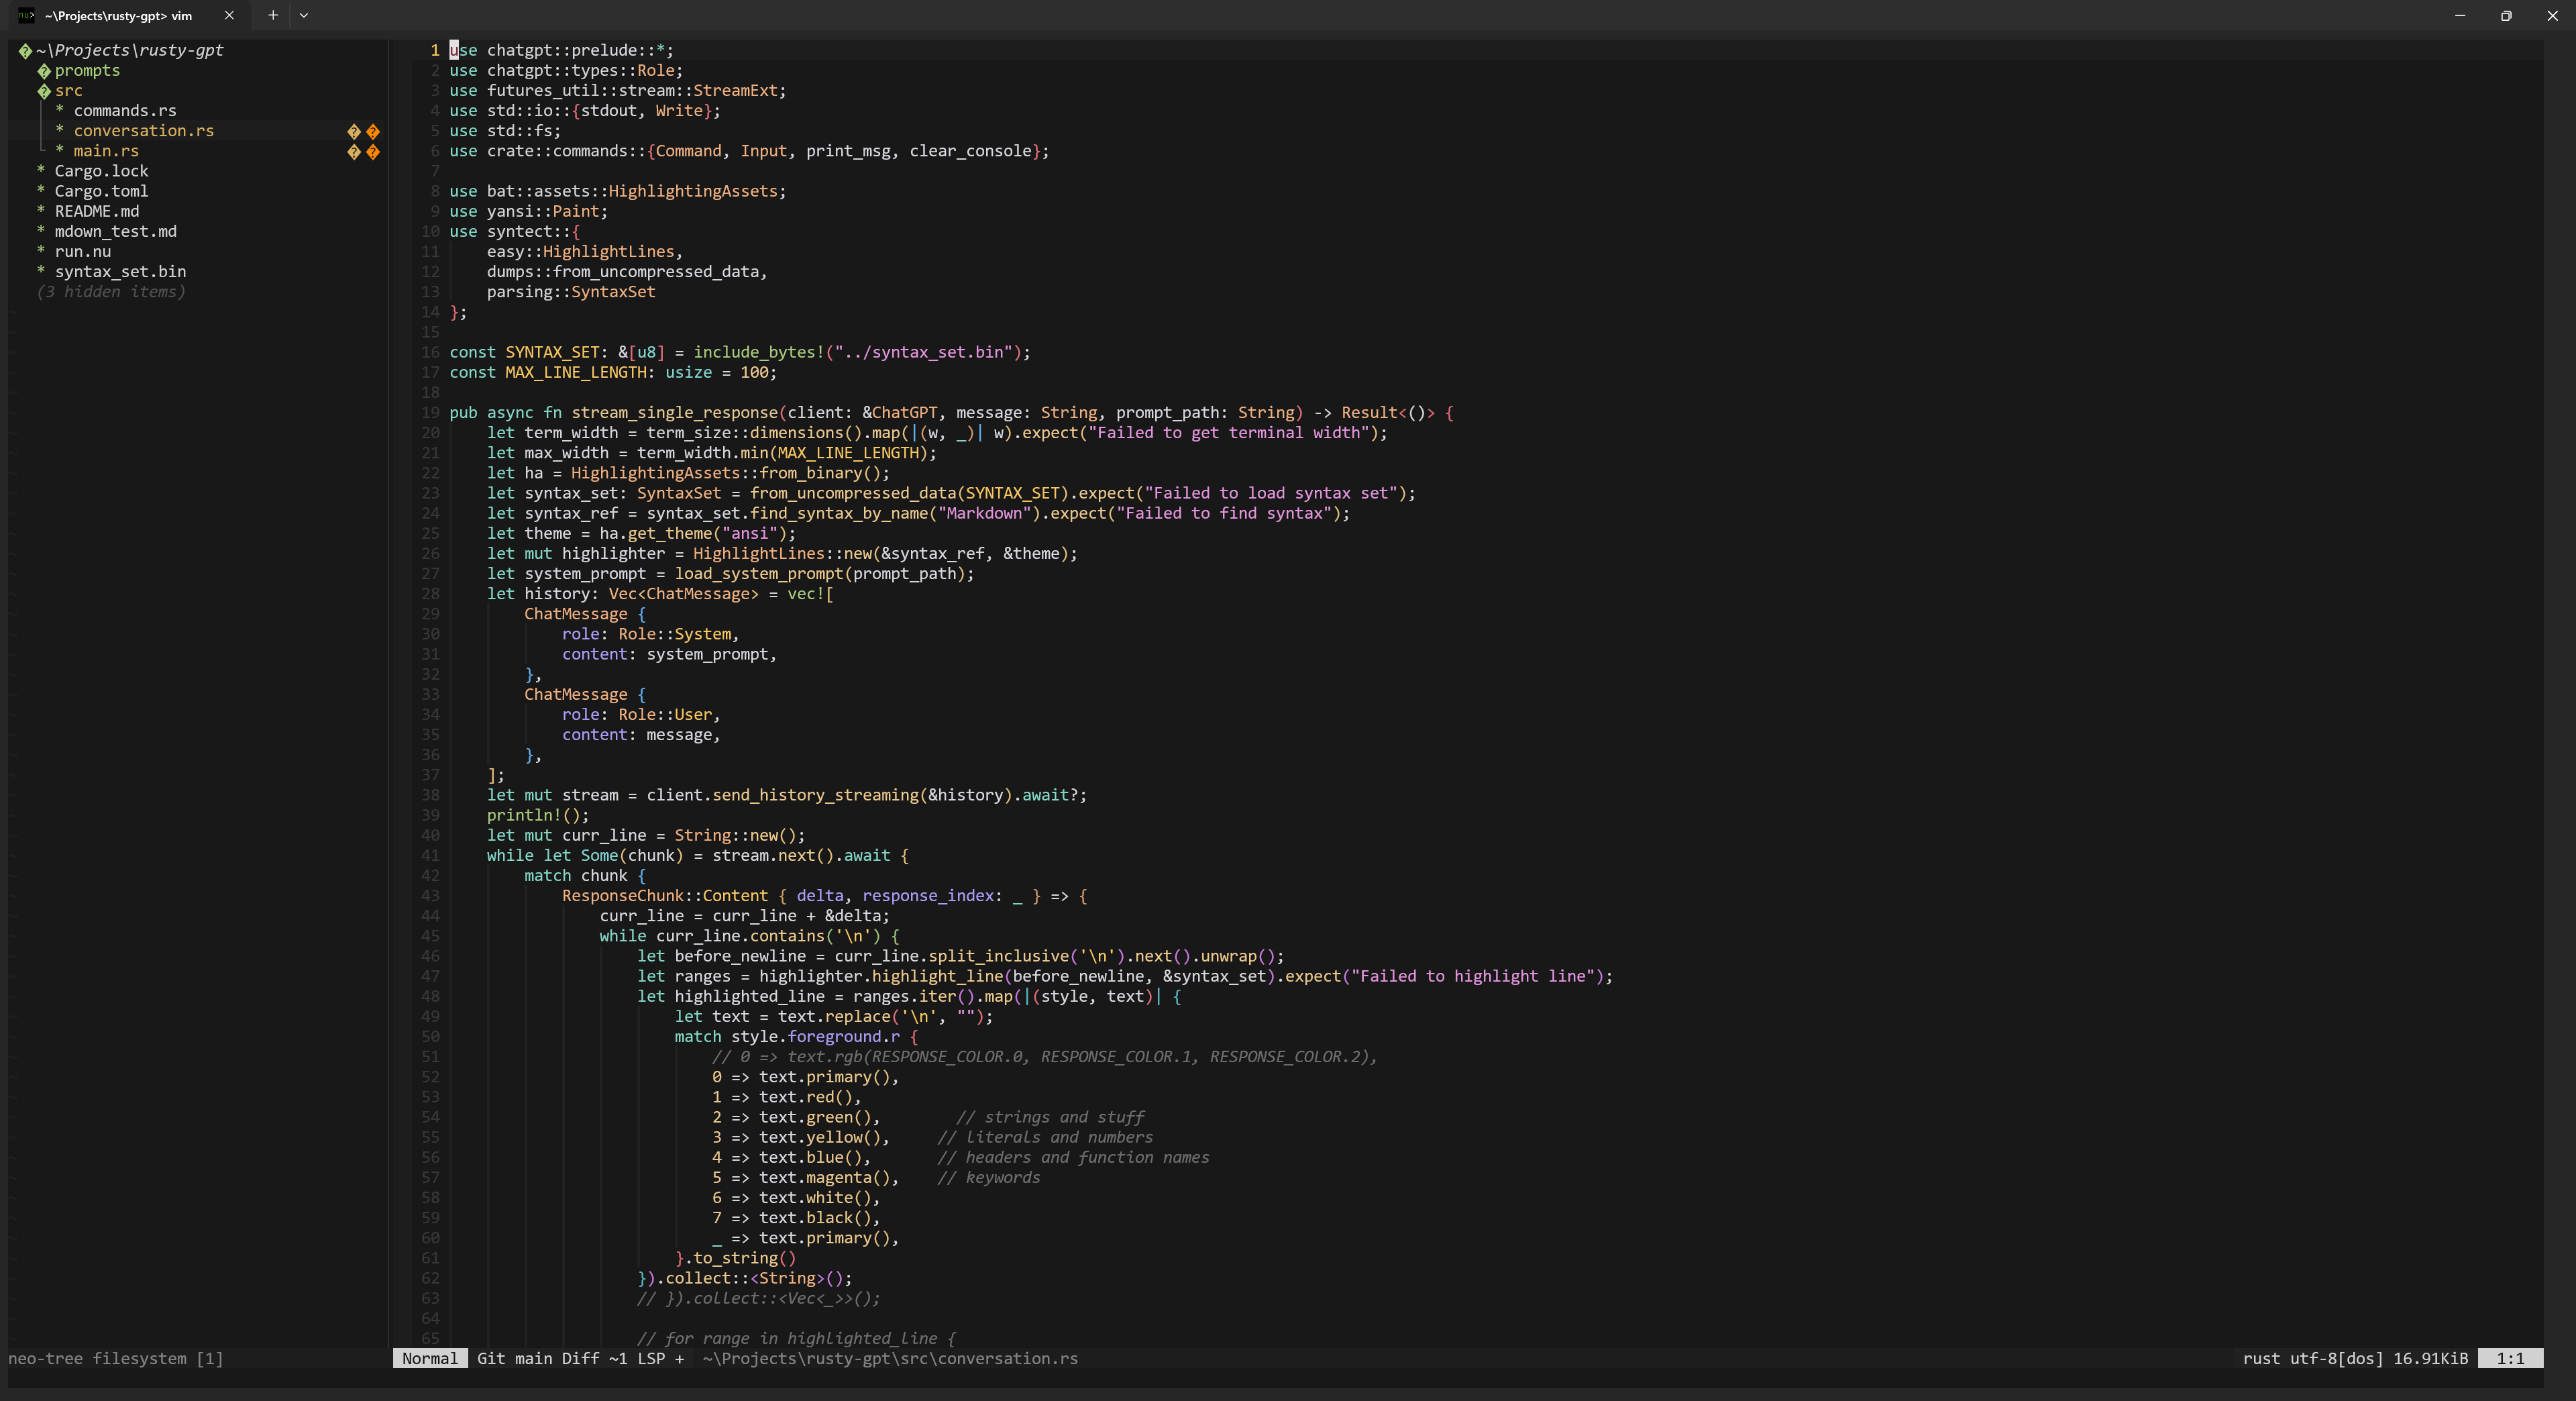 nu> ~\Projects\rusty-gpt> vim
~\Projects\rusty-gpt
prompts
src
* commands.rs
* conversation.rs
* main.rs
* Cargo.lock
* Cargo.toml
* README.md
* mdown_test.md
* run.nu
* syntax_set.bin
(3 hidden items)
1 use chatgpt::prelude::*;
2 use chatgpt::types::Role;
3 use futures_util::stream::StreamExt;
4 use std::io::{stdout, Write};
5 use std::fs;
6 use crate::commands::{Command, Input, print_msg, clear_console};
7
8 use bat::assets::HighlightingAssets;
9 use yansi::Paint;
10 use syntect::{
11     easy::HighlightLines,
12     dumps::from_uncompressed_data,
13     parsing::SyntaxSet
14 };
15
16 const SYNTAX_SET: &[u8] = include_bytes!("../syntax_set.bin");
17 const MAX_LINE_LENGTH: usize = 100;
18
19 pub async fn stream_single_response(client: &ChatGPT, message: String, prompt_path: String) -> Result<()> {
20     let term_width = term_size::dimensions().map(|(w, _)| w).expect("Failed to get terminal width");
21     let max_width = term_width.min(MAX_LINE_LENGTH);
22     let ha = HighlightingAssets::from_binary();
23     let syntax_set: SyntaxSet = from_uncompressed_data(SYNTAX_SET).expect("Failed to load syntax set");
24     let syntax_ref = syntax_set.find_syntax_by_name("Markdown").expect("Failed to find syntax");
25     let theme = ha.get_theme("ansi");
26     let mut highlighter = HighlightLines::new(&syntax_ref, &theme);
27     let system_prompt = load_system_prompt(prompt_path);
28     let history: Vec<ChatMessage> = vec![
29         ChatMessage {
30             role: Role::System,
31             content: system_prompt,
32         },
33         ChatMessage {
34             role: Role::User,
35             content: message,
36         },
37     ];
38     let mut stream = client.send_history_streaming(&history).await?;
39     println!();
40     let mut curr_line = String::new();
41     while let Some(chunk) = stream.next().await {
42         match chunk {
43             ResponseChunk::Content { delta, response_index: _ } => {
44                 curr_line = curr_line + &delta;
45                 while curr_line.contains('\n') {
46                     let before_newline = curr_line.split_inclusive('\n').next().unwrap();
47                     let ranges = highlighter.highlight_line(before_newline, &syntax_set).expect("Failed to highlight line");
48                     let highlighted_line = ranges.iter().map(|(style, text)| {
49                         let text = text.replace('\n', "");
50                         match style.foreground.r {
51                             // 0 => text.rgb(RESPONSE_COLOR.0, RESPONSE_COLOR.1, RESPONSE_COLOR.2),
52                             0 => text.primary(),
53                             1 => text.red(),
54                             2 => text.green(),        // strings and stuff
55                             3 => text.yellow(),     // literals and numbers
56                             4 => text.blue(),       // headers and function names
57                             5 => text.magenta(),    // keywords
58                             6 => text.white(),
59                             7 => text.black(),
60                             _ => text.primary(),
61                         }.to_string()
62                     }).collect::<String>();
63                     // }).collect::<Vec<_>>();
64
65                     // for range in highlighted_line {
neo-tree filesystem [1]
Normal Git main Diff ~1 LSP + ~\Projects\rusty-gpt\src\conversation.rs
rust utf-8[dos] 16.91KiB 1:1